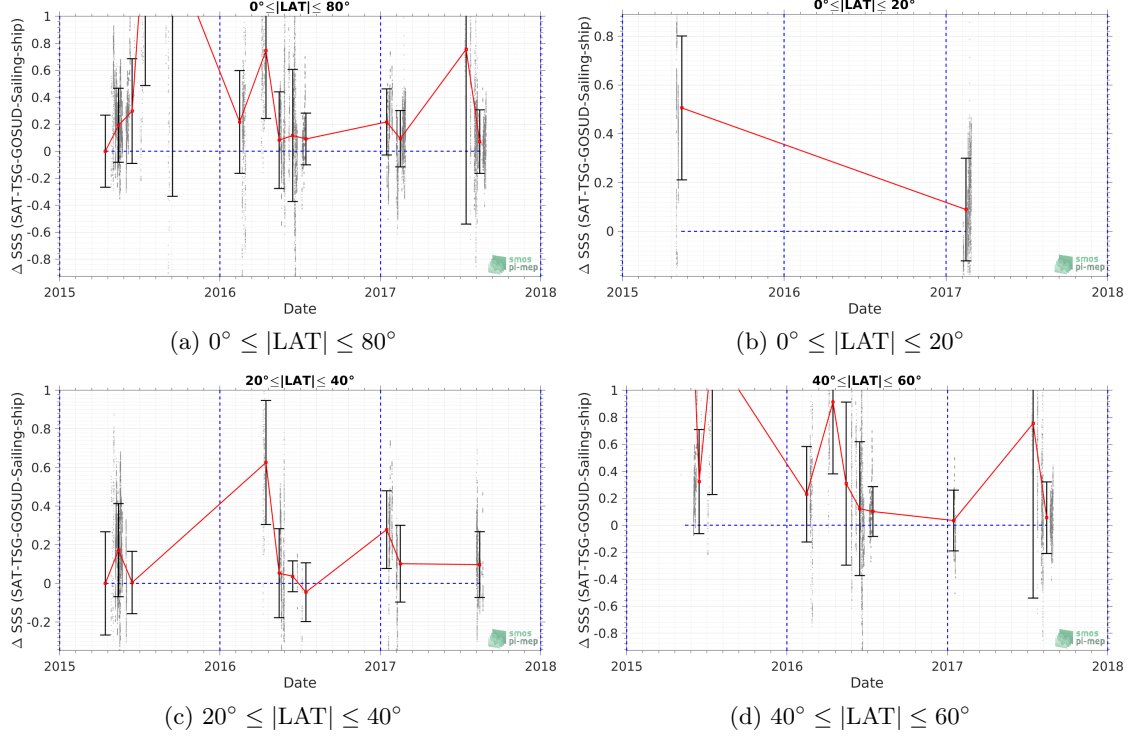 0°≤|LAT|≤ 80°
Δ SSS (SAT-TSG-GOSUD-Sailing-ship)
1
0.8
0.6
0.4
0.2
0
-0.2
-0.4
-0.6
-0.8
2015
2016
2017
2018
Date
smos
pi-mep
(a) 0° ≤ |LAT| ≤ 80°
0°≤|LAT|≤ 20°
Δ SSS (SAT-TSG-GOSUD-Sailing-ship)
0.8
0.6
0.4
0.2
0
2015
2016
2017
2018
Date
smos
pi-mep
(b) 0° ≤ |LAT| ≤ 20°
20°≤|LAT|≤ 40°
Δ SSS (SAT-TSG-GOSUD-Sailing-ship)
1
0.8
0.6
0.4
0.2
0
-0.2
2015
2016
2017
2018
Date
smos
pi-mep
(c) 20° ≤ |LAT| ≤ 40°
40°≤|LAT|≤ 60°
Δ SSS (SAT-TSG-GOSUD-Sailing-ship)
1
0.8
0.6
0.4
0.2
0
-0.2
-0.4
-0.6
-0.8
2015
2016
2017
2018
Date
smos
pi-mep
(d) 40° ≤ |LAT| ≤ 60°